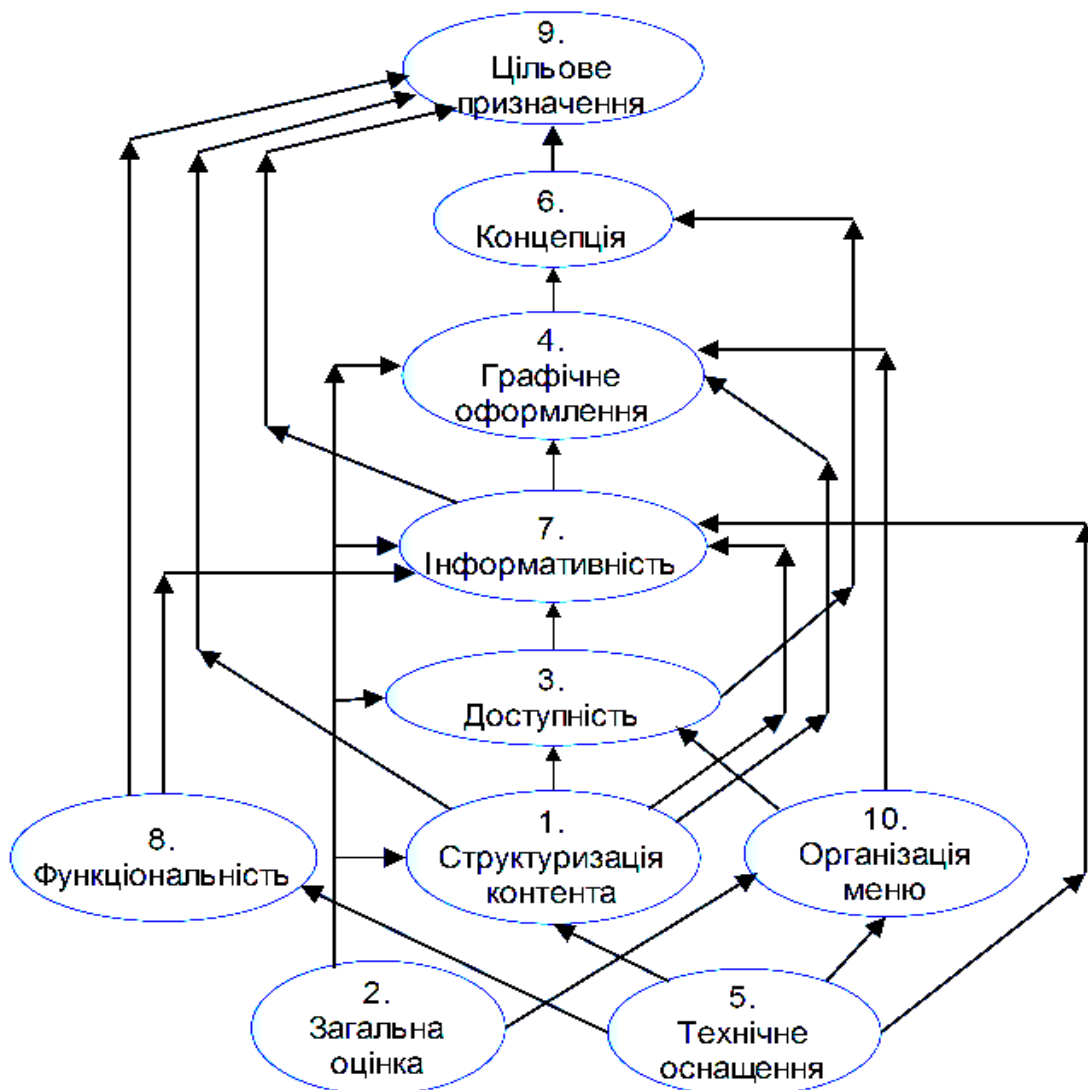 9.
Цільове
призначення
6.
Концепція
4.
Графічне
оформлення
7.
Інформативність
3.
Доступність
8.
Функціональність
1.
Структуризація
контента
10.
Організація
меню
2.
Загальна
оцінка
5.
Технічне
оснащення